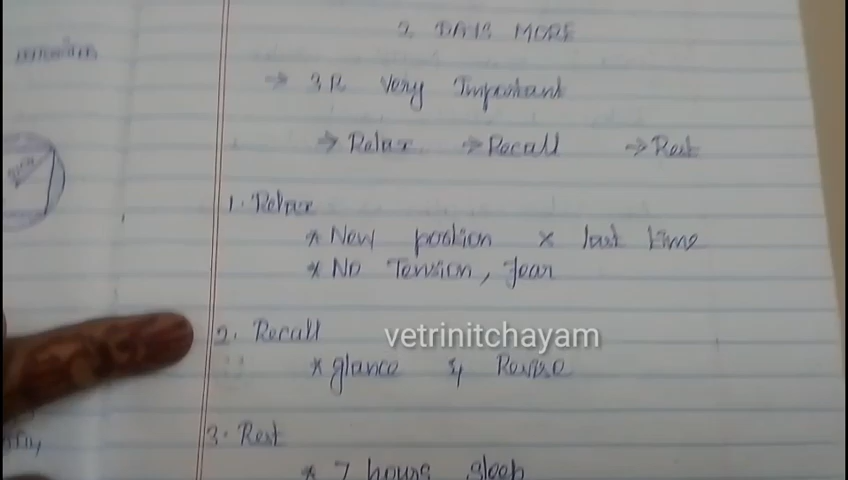 2 DAYS MORE
→ 3R Very Important
→ Relax → Recall → Rest
1. Relax
* New portion × last time
* No Tension, fear
2. Recall
vetrinitchayam
* glance & Revise
3. Rest
* 7 hours sleep